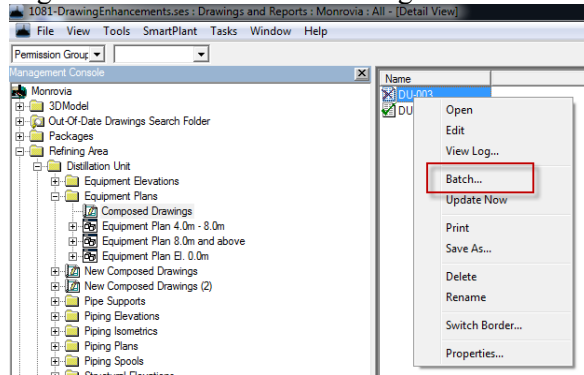 1081-DrawingEnhancements.ses : Drawings and Reports : Monrovia : All - [Detail View]
File View Tools SmartPlant Tasks Window Help
Permission Group
Management Console
Monrovia
3DModel
Out-Of-Date Drawings Search Folder
Packages
Refining Area
Distillation Unit
Equipment Elevations
Equipment Plans
Composed Drawings
Equipment Plan 4.0m - 8.0m
Equipment Plan 8.0m and above
Equipment Plan El. 0.0m
New Composed Drawings
New Composed Drawings (2)
Pipe Supports
Piping Elevations
Piping Isometrics
Piping Plans
Piping Spools
Name
DU-003
DU
Open
Edit
View Log...
Batch...
Update Now
Print
Save As...
Delete
Rename
Switch Border...
Properties...